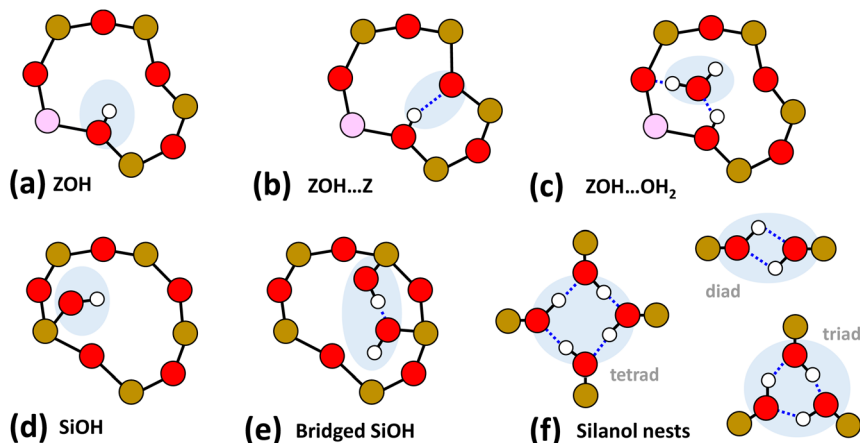 (a) ZOH
(b) ZOH...Z
(c) ZOH...OH₂
(d) SiOH
(e) Bridged SiOH
(f) Silanol nests
tetrad
diad
triad